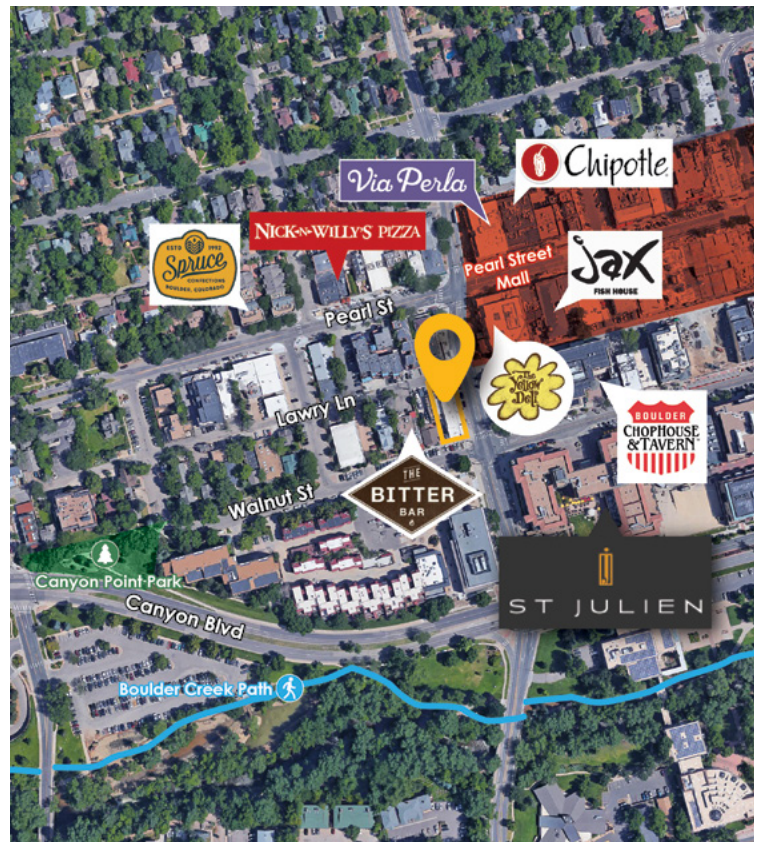 Via Perla
Chipotle
NICK-N-WILLY'S PIZZA
ESTD 1992
Spruce
CONFECTIONS
BOULDER, COLORADO
Pearl Street
Mall
jax
FISH HOUSE
Pearl St
The
Yellow
Deli
Lawry Ln
BOULDER
CHOPHOUSE
& TAVERN
THE
BITTER
BAR
Walnut St
ST JULIEN
Canyon Point Park
Canyon Blvd
Boulder Creek Path